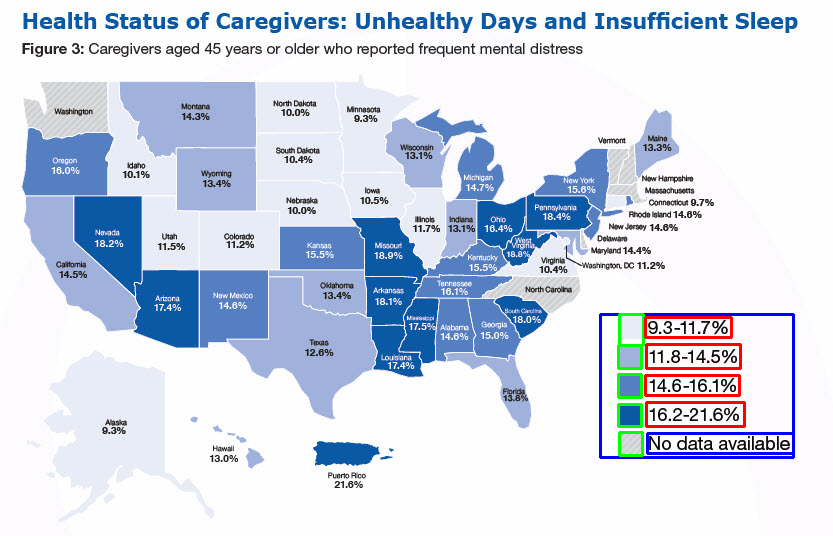 Health Status of Caregivers: Unhealthy Days and Insufficient Sleep
Figure 3: Caregivers aged 45 years or older who reported frequent mental distress
Washington
Montana
14.3%
North Dakota
10.0%
Minnesota
9.3%
Oregon
16.0%
Idaho
10.1%
Wyoming
13.4%
South Dakota
10.4%
Wisconsin
13.1%
Michigan
14.7%
Vermont
Maine
13.3%
New York
15.6%
New Hampshire
Massachusetts
Connecticut 9.7%
Rhode Island 14.6%
New Jersey 14.6%
Delaware
Maryland 14.4%
Washington, DC 11.2%
Nebraska
10.0%
Iowa
10.5%
Illinois
11.7%
Indiana
13.1%
Ohio
16.4%
Pennsylvania
18.4%
Nevada
18.2%
Utah
11.5%
Colorado
11.2%
Kansas
15.5%
Missouri
18.9%
Kentucky
15.5%
West
Virginia
18.8%
Virginia
10.4%
California
14.5%
Arizona
17.4%
New Mexico
14.6%
Oklahoma
13.4%
Arkansas
18.1%
Tennessee
16.1%
North Carolina
South Carolina
18.0%
Texas
12.6%
Louisiana
17.4%
Mississippi
17.5%
Alabama
14.6%
Georgia
15.0%
Florida
13.8%
Alaska
9.3%
Hawaii
13.0%
Puerto Rico
21.6%
9.3-11.7%
11.8-14.5%
14.6-16.1%
16.2-21.6%
No data available